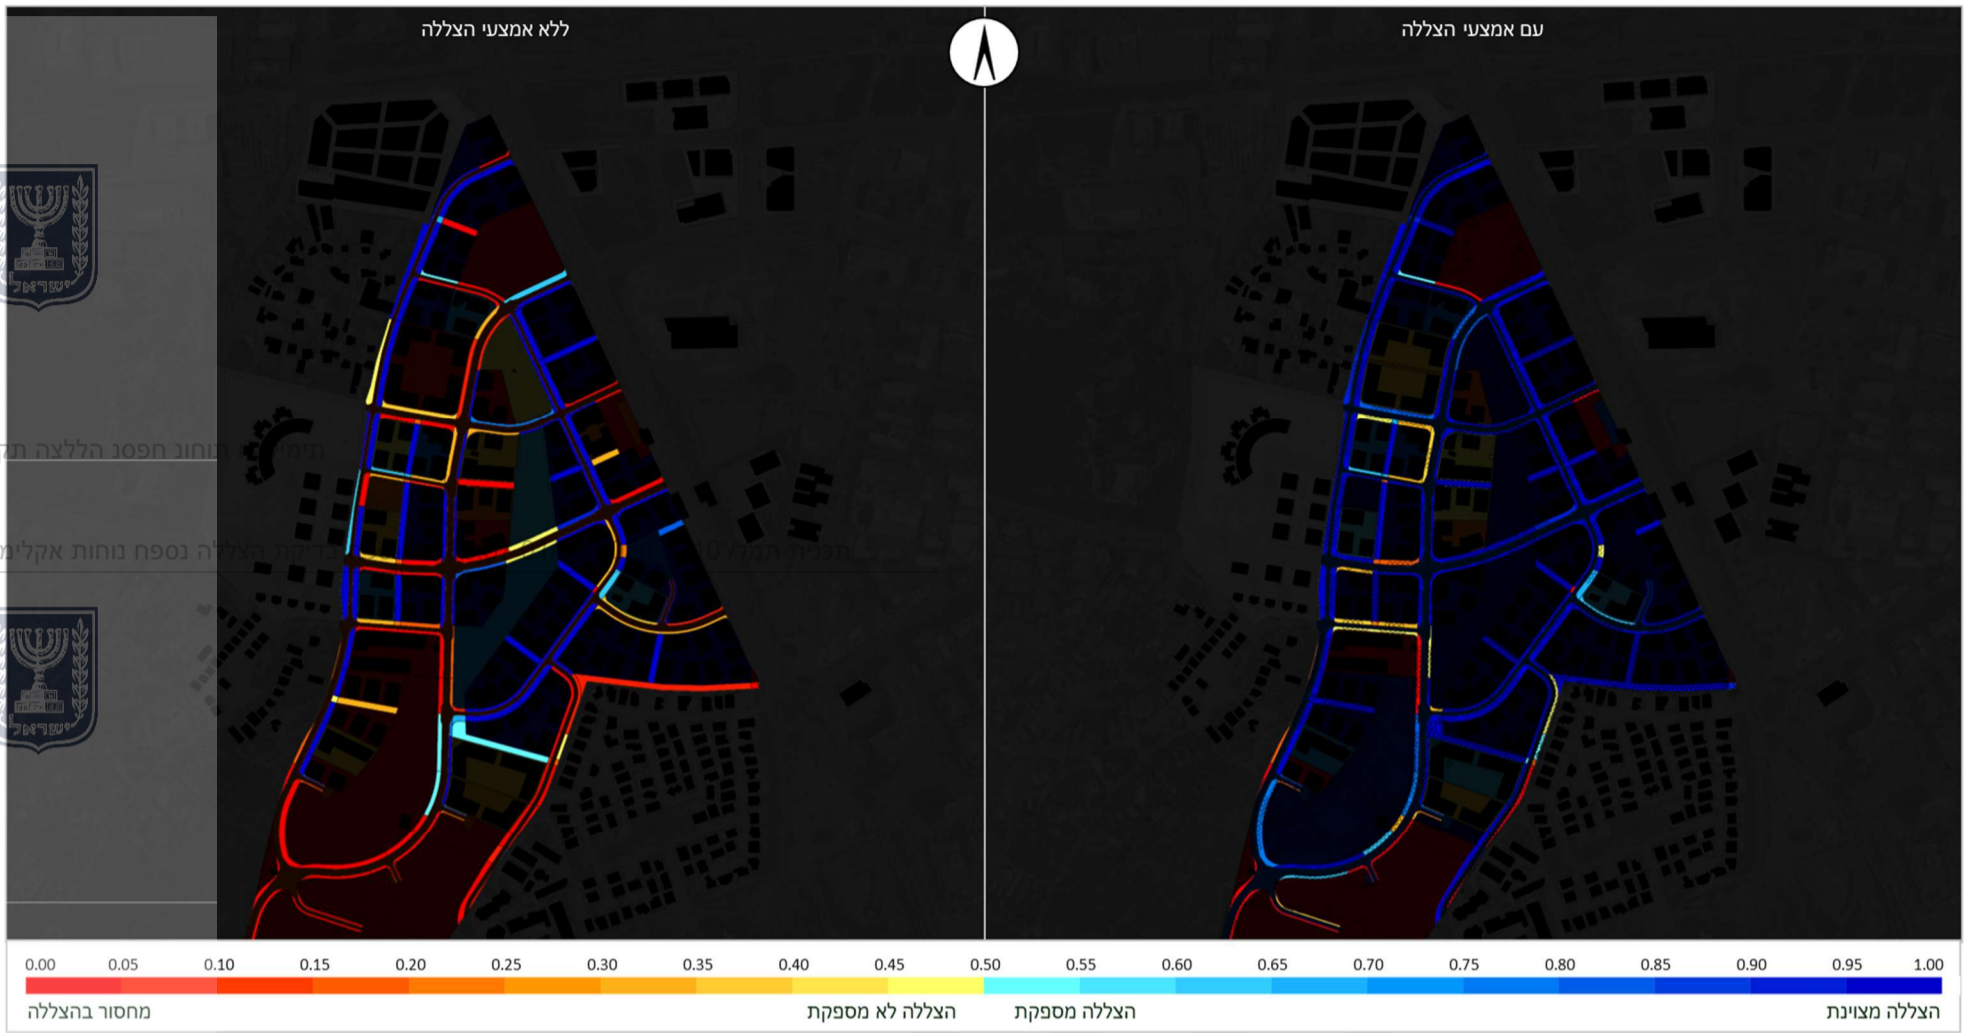 עם אמצעי הצללה
ללא אמצעי הצללה
ישראל
ישראל
0.00 0.05 0.10 0.15 0.20 0.25 0.30 0.35 0.40 0.45 0.50 0.55 0.60 0.65 0.70 0.75 0.80 0.85 0.90 0.95 1.00
מחסור בהצללה הצללה לא מספקת הצללה מספקת הצללה מצוינת